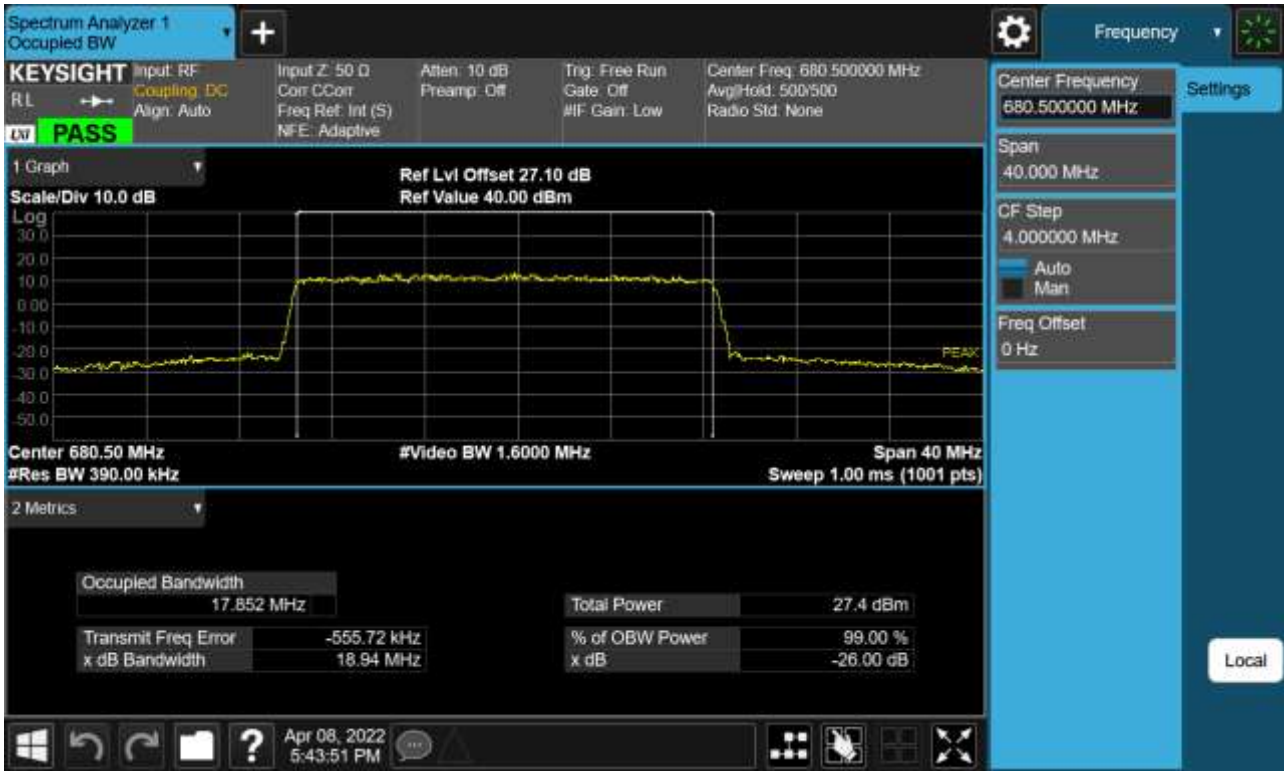 Spectrum Analyzer 1
Occupied BW
+
Frequency
KEYSIGHT
RL
PASS
Input: RF
Coupling: DC
Align: Auto
Input Z: 50 Ω
Corr CCorr
Freq Ref: Int (S)
NFE: Adaptive
Atten: 10 dB
Preamp: Off
Trig: Free Run
Gate: Off
#IF Gain: Low
Center Freq: 680.500000 MHz
Avg|Hold: 500/500
Radio Std: None
1 Graph
Scale/Div 10.0 dB
Ref Lvl Offset 27.10 dB
Ref Value 40.00 dBm
Log
30.0
20.0
10.0
0.00
-10.0
-20.0
-30.0
-40.0
-50.0
PEAK
Center 680.50 MHz
#Video BW 1.6000 MHz
Span 40 MHz
#Res BW 390.00 kHz
Sweep 1.00 ms (1001 pts)
2 Metrics
Occupied Bandwidth
17.852 MHz
Transmit Freq Error -555.72 kHz
x dB Bandwidth 18.94 MHz
Total Power 27.4 dBm
% of OBW Power 99.00 %
x dB -26.00 dB
Center Frequency
680.500000 MHz
Span
40.000 MHz
CF Step
4.000000 MHz
Auto
Man
Freq Offset
0 Hz
Settings
Local
?
Apr 08, 2022
5:43:51 PM